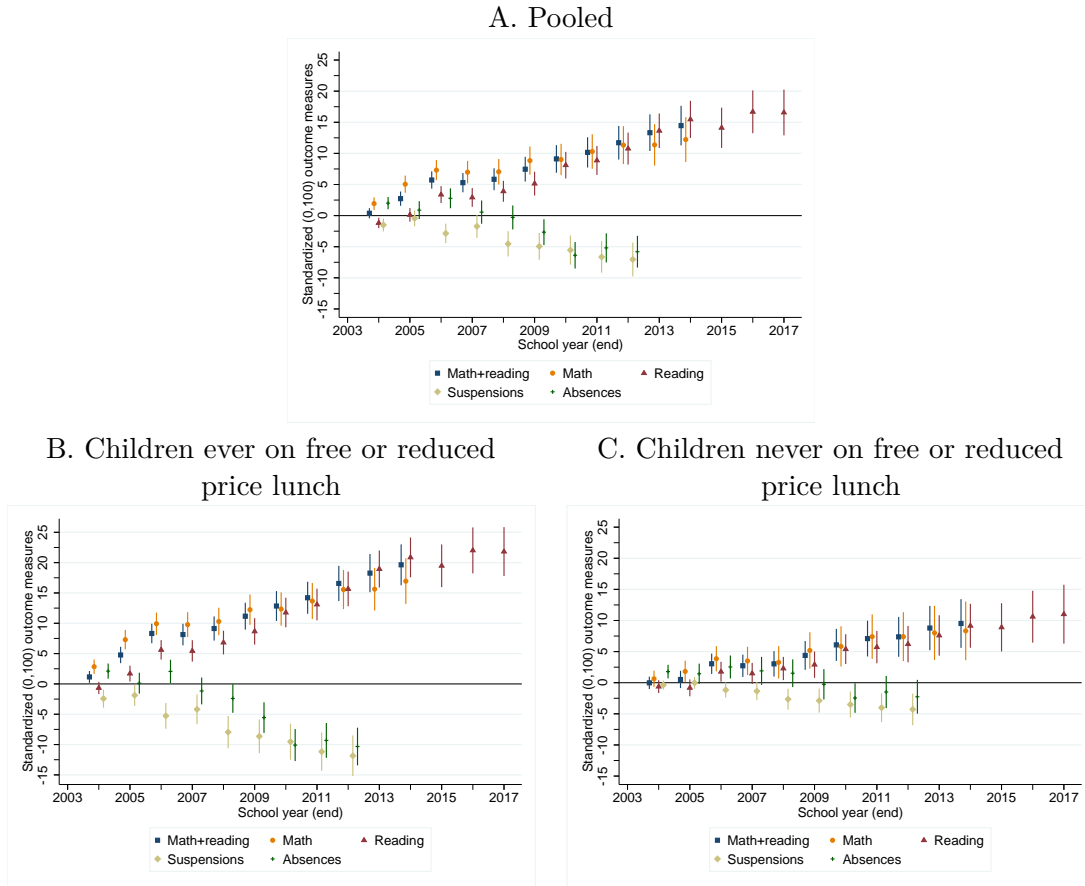 A. Pooled
Standardized (0,100) outcome measures
25
20
15
10
5
0
-5
-10
-15
2003 2005 2007 2009 2011 2013 2015 2017
School year (end)
Math+reading Math Reading
Suspensions Absences
B. Children ever on free or reduced
price lunch
Standardized (0,100) outcome measures
25
20
15
10
5
0
-5
-10
-15
2003 2005 2007 2009 2011 2013 2015 2017
School year (end)
Math+reading Math Reading
Suspensions Absences
C. Children never on free or reduced
price lunch
Standardized (0,100) outcome measures
25
20
15
10
5
0
-5
-10
-15
2003 2005 2007 2009 2011 2013 2015 2017
School year (end)
Math+reading Math Reading
Suspensions Absences